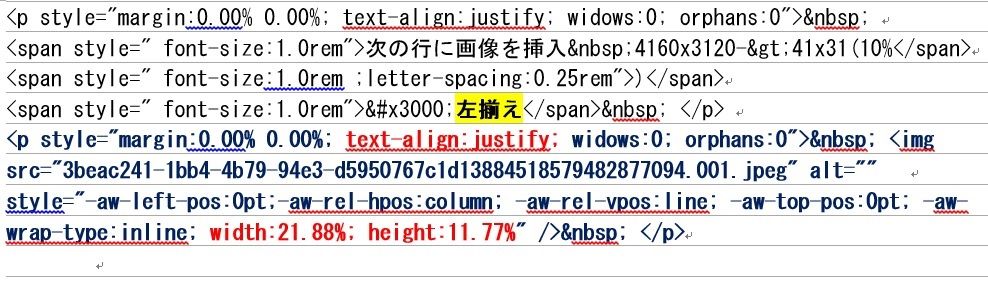 <p style="margin:0.00% 0.00%; text-align:justify; widows:0; orphans:0">&nbsp; ↵
<span style=" font-size:1.0rem">次の行に画像を挿入&nbsp;4160x3120-&gt;41x31(10%</span>↵
<span style=" font-size:1.0rem ;letter-spacing:0.25rem">)</span>↵
<span style=" font-size:1.0rem">&#x3000;左揃え</span>&nbsp; </p> ↵
<p style="margin:0.00% 0.00%; text-align:justify; widows:0; orphans:0">&nbsp; <img
src="3beac241-1bb4-4b79-94e3-d5950767c1d13884518579482877094.001.jpeg" alt="" ↵
style="-aw-left-pos:0pt;-aw-rel-hpos:column; -aw-rel-vpos:line; -aw-top-pos:0pt; -aw-
wrap-type:inline; width:21.88%; height:11.77%" />&nbsp; </p>↵
↵